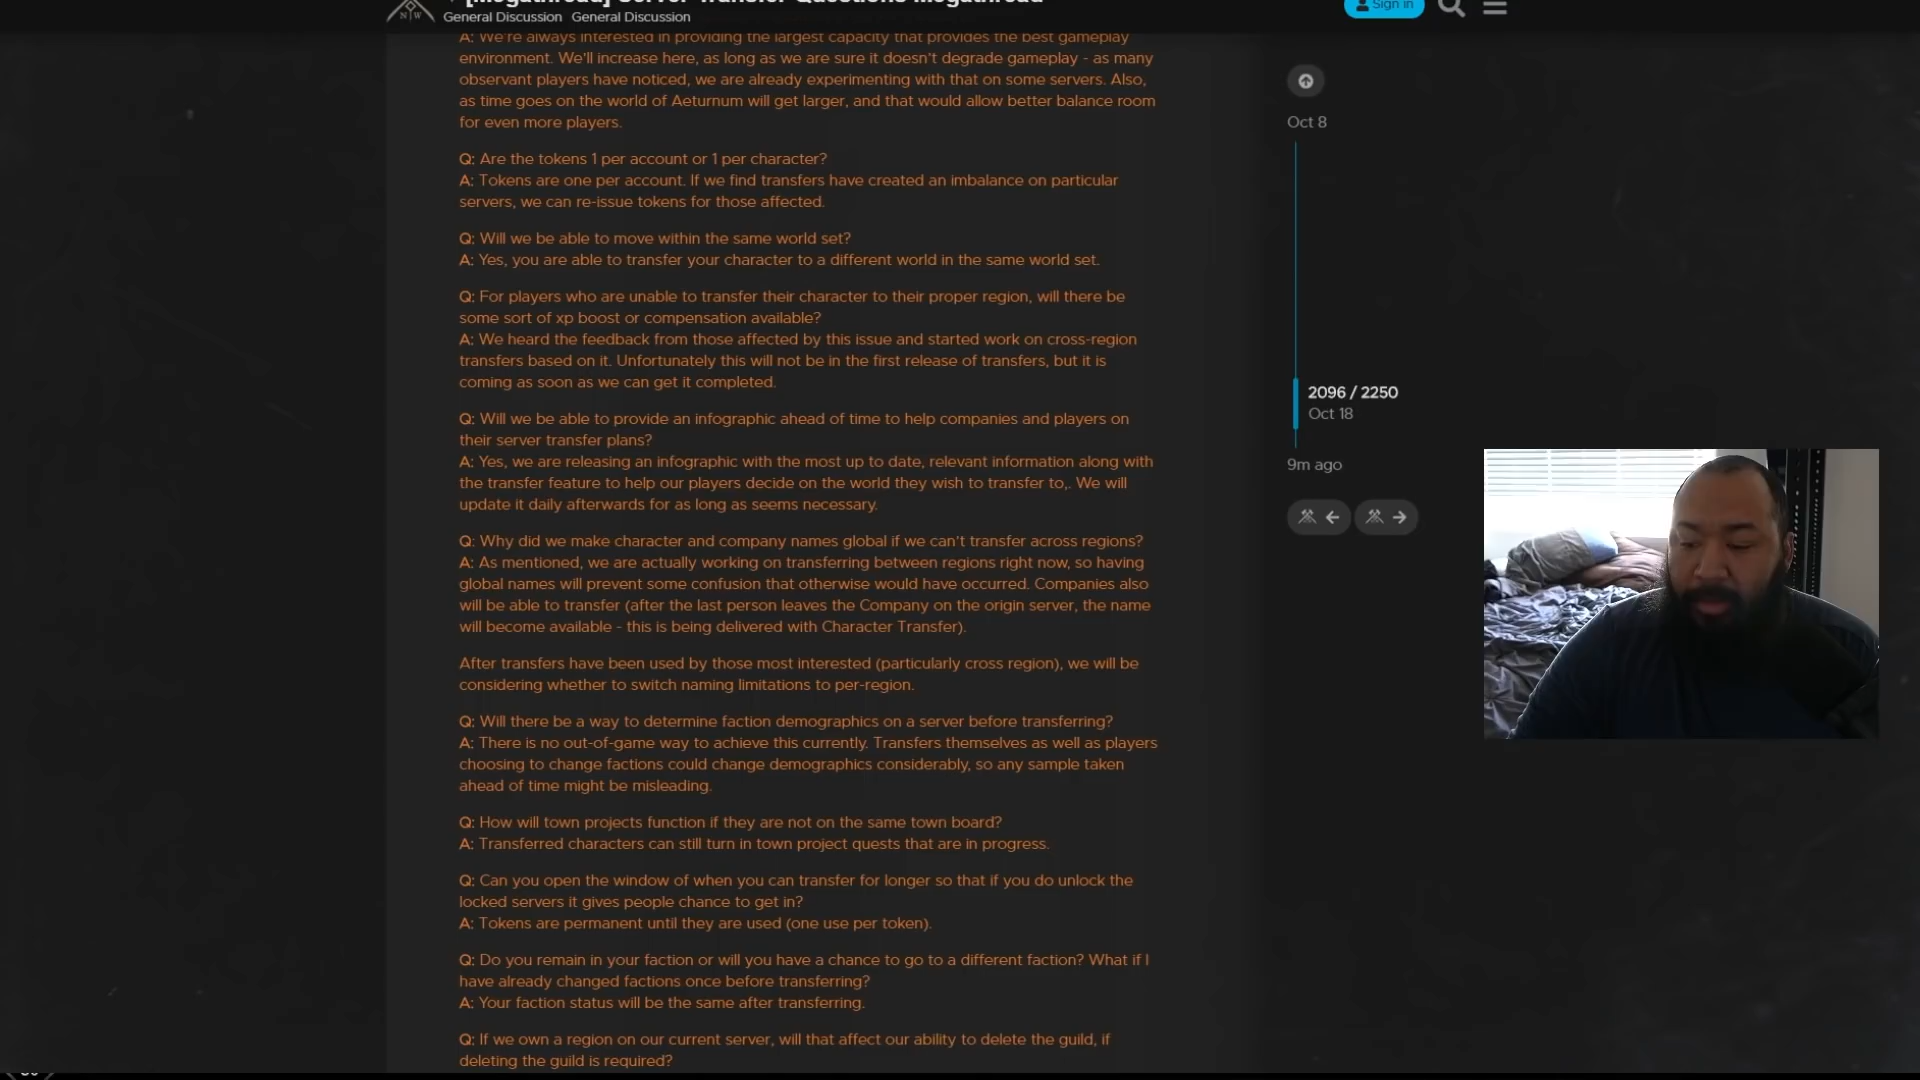 [Megathread] Server Transfer Questions Megathread
General Discussion General Discussion
Sign In
A: We're always interested in providing the largest capacity that provides the best gameplay
environment. We'll increase here, as long as we are sure it doesn't degrade gameplay - as many
observant players have noticed, we are already experimenting with that on some servers. Also,
as time goes on the world of Aeturnum will get larger, and that would allow better balance room
for even more players.
Q: Are the tokens 1 per account or 1 per character?
A: Tokens are one per account. If we find transfers have created an imbalance on particular
servers, we can re-issue tokens for those affected.
Q: Will we be able to move within the same world set?
A: Yes, you are able to transfer your character to a different world in the same world set.
Q: For players who are unable to transfer their character to their proper region, will there be
some sort of xp boost or compensation available?
A: We heard the feedback from those affected by this issue and started work on cross-region
transfers based on it. Unfortunately this will not be in the first release of transfers, but it is
coming as soon as we can get it completed.
Q: Will we be able to provide an infographic ahead of time to help companies and players on
their server transfer plans?
A: Yes, we are releasing an infographic with the most up to date, relevant information along with
the transfer feature to help our players decide on the world they wish to transfer to,. We will
update it daily afterwards for as long as seems necessary.
Q: Why did we make character and company names global if we can't transfer across regions?
A: As mentioned, we are actually working on transferring between regions right now, so having
global names will prevent some confusion that otherwise would have occurred. Companies also
will be able to transfer (after the last person leaves the Company on the origin server, the name
will become available - this is being delivered with Character Transfer).
After transfers have been used by those most interested (particularly cross region), we will be
considering whether to switch naming limitations to per-region.
Q: Will there be a way to determine faction demographics on a server before transferring?
A: There is no out-of-game way to achieve this currently. Transfers themselves as well as players
choosing to change factions could change demographics considerably, so any sample taken
ahead of time might be misleading.
Q: How will town projects function if they are not on the same town board?
A: Transferred characters can still turn in town project quests that are in progress.
Q: Can you open the window of when you can transfer for longer so that if you do unlock the
locked servers it gives people chance to get in?
A: Tokens are permanent until they are used (one use per token).
Q: Do you remain in your faction or will you have a chance to go to a different faction? What if I
have already changed factions once before transferring?
A: Your faction status will be the same after transferring.
Q: If we own a region on our current server, will that affect our ability to delete the guild, if
deleting the guild is required?
Oct 8
2096 / 2250
Oct 18
9m ago